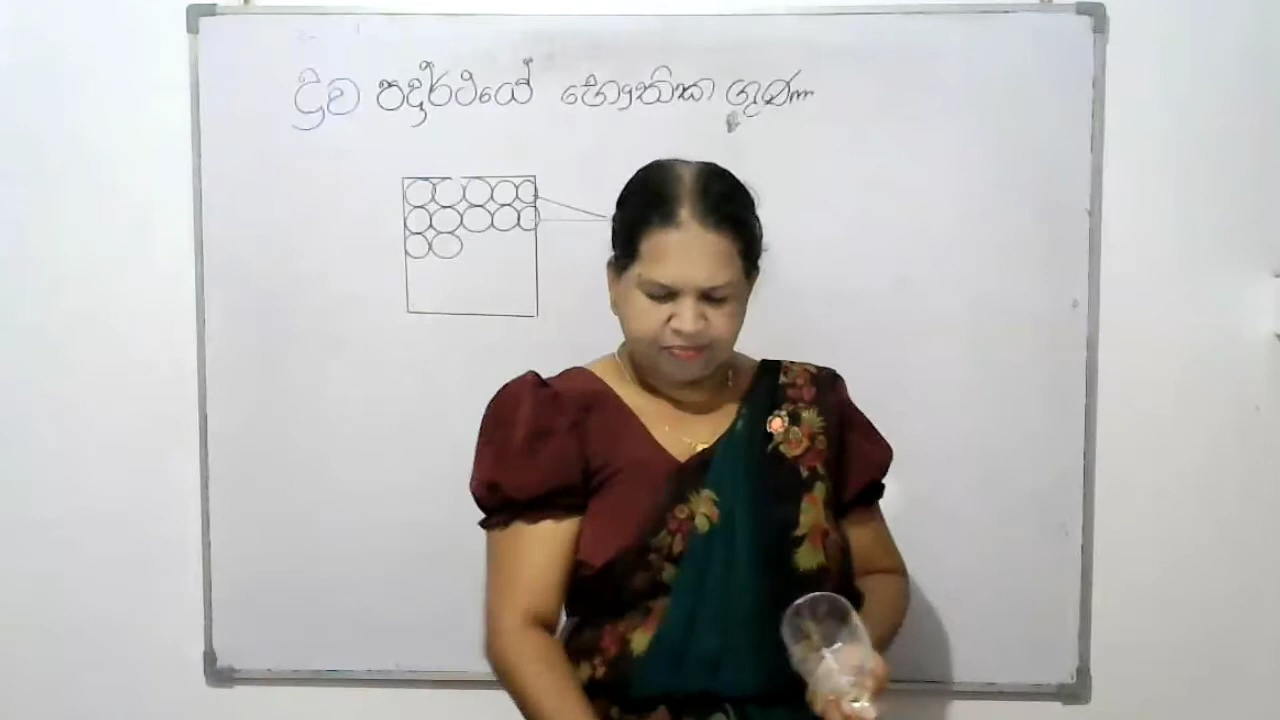 ද්‍රව පදාර්ථයේ භෞතික ගුණ